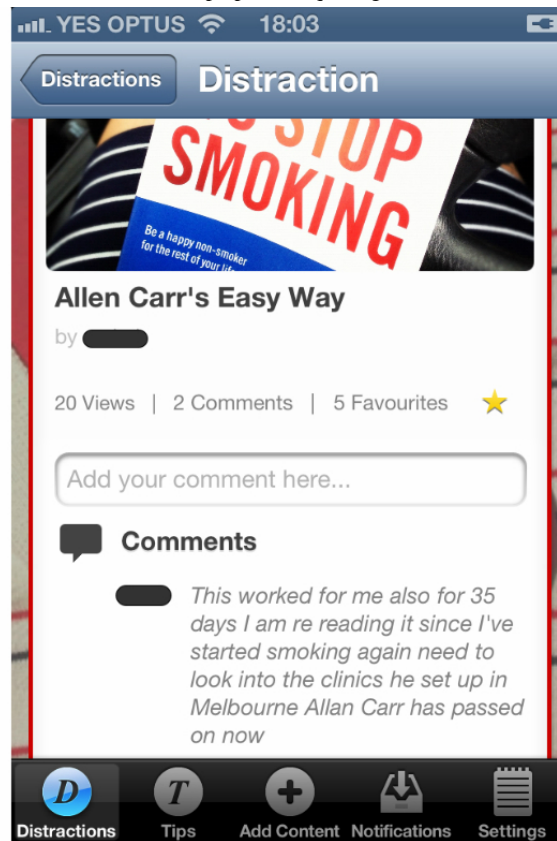 YES OPTUS 18:03
Distractions Distraction
STOP
SMOKING
Be a happy non-smoker
for the rest of your life
Allen Carr's Easy Way
by
20 Views | 2 Comments | 5 Favourites
Add your comment here...
Comments
This worked for me also for 35
days I am re reading it since I've
started smoking again need to
look into the clinics he set up in
Melbourne Allan Carr has passed
on now
D T
Distractions Tips Add Content Notifications Settings